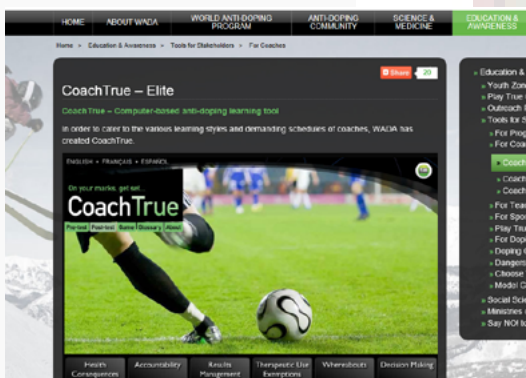 HOME
ABOUT WADA
WORLD ANTI-DOPING
PROGRAM
ANTI-DOPING
COMMUNITY
SCIENCE &
MEDICINE
EDUCATION &
AWARENESS
Home > Education & Awareness > Tools for Stakeholders > For Coaches
Share 20
CoachTrue – Elite
CoachTrue – Computer-based anti-doping learning tool
In order to cater to the various learning styles and demanding schedules of coaches, WADA has
created CoachTrue.
ENGLISH • FRANÇAIS • ESPAÑOL
On your marks, get set...
CoachTrue
Pre-test Post-test Game Glossary About
Health
Consequences
Accountability
Results
Management
Therapeutic Use
Exemptions
Whereabouts
Decision Making
» Education &
» Youth Zon
» Play True
» Outreach
» Tools for S
» For Prog
» For Coa
» Coach
» Coach
» Coach
» For Tea
» For Spo
» Play Tru
» For Dop
» Doping
» Dangers
» Choose
» Model G
» Social Sci
» Ministries
» Say NO! to